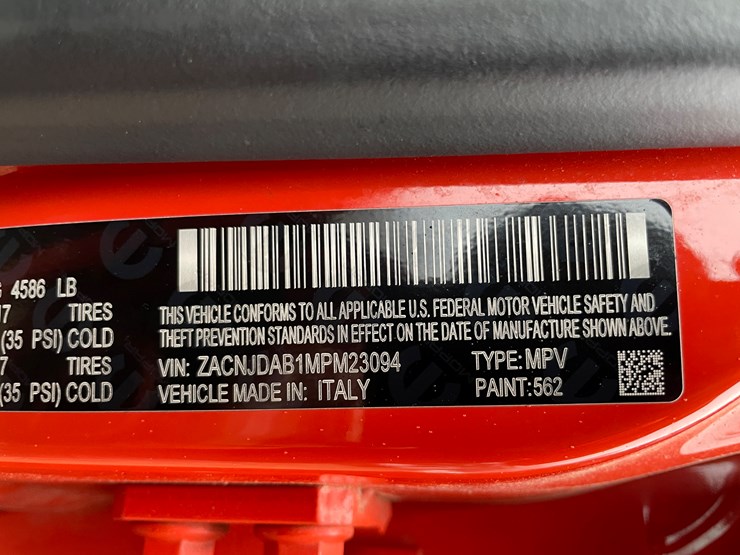 4586 LB
TIRES
(35 PSI) COLD
TIRES
(35 PSI) COLD
THIS VEHICLE CONFORMS TO ALL APPLICABLE U.S. FEDERAL MOTOR VEHICLE SAFETY AND
THEFT PREVENTION STANDARDS IN EFFECT ON THE DATE OF MANUFACTURE SHOWN ABOVE.
VIN: ZACNJDAB1MPM23094 TYPE: MPV
VEHICLE MADE IN: ITALY PAINT: 562